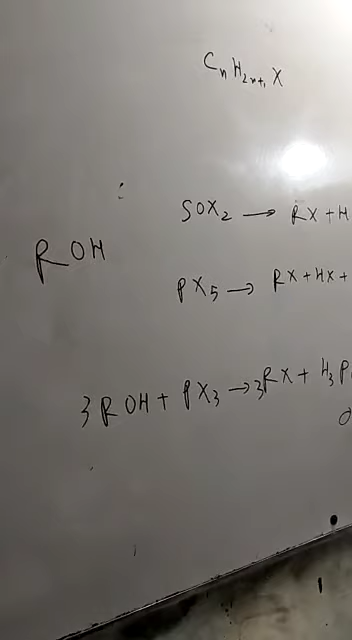 CₙH₂ₙ₊₁X
SOX₂ → RX + H
ROH
PX₅ → RX + HX +
3ROH + PX₃ → 3RX + H₃P